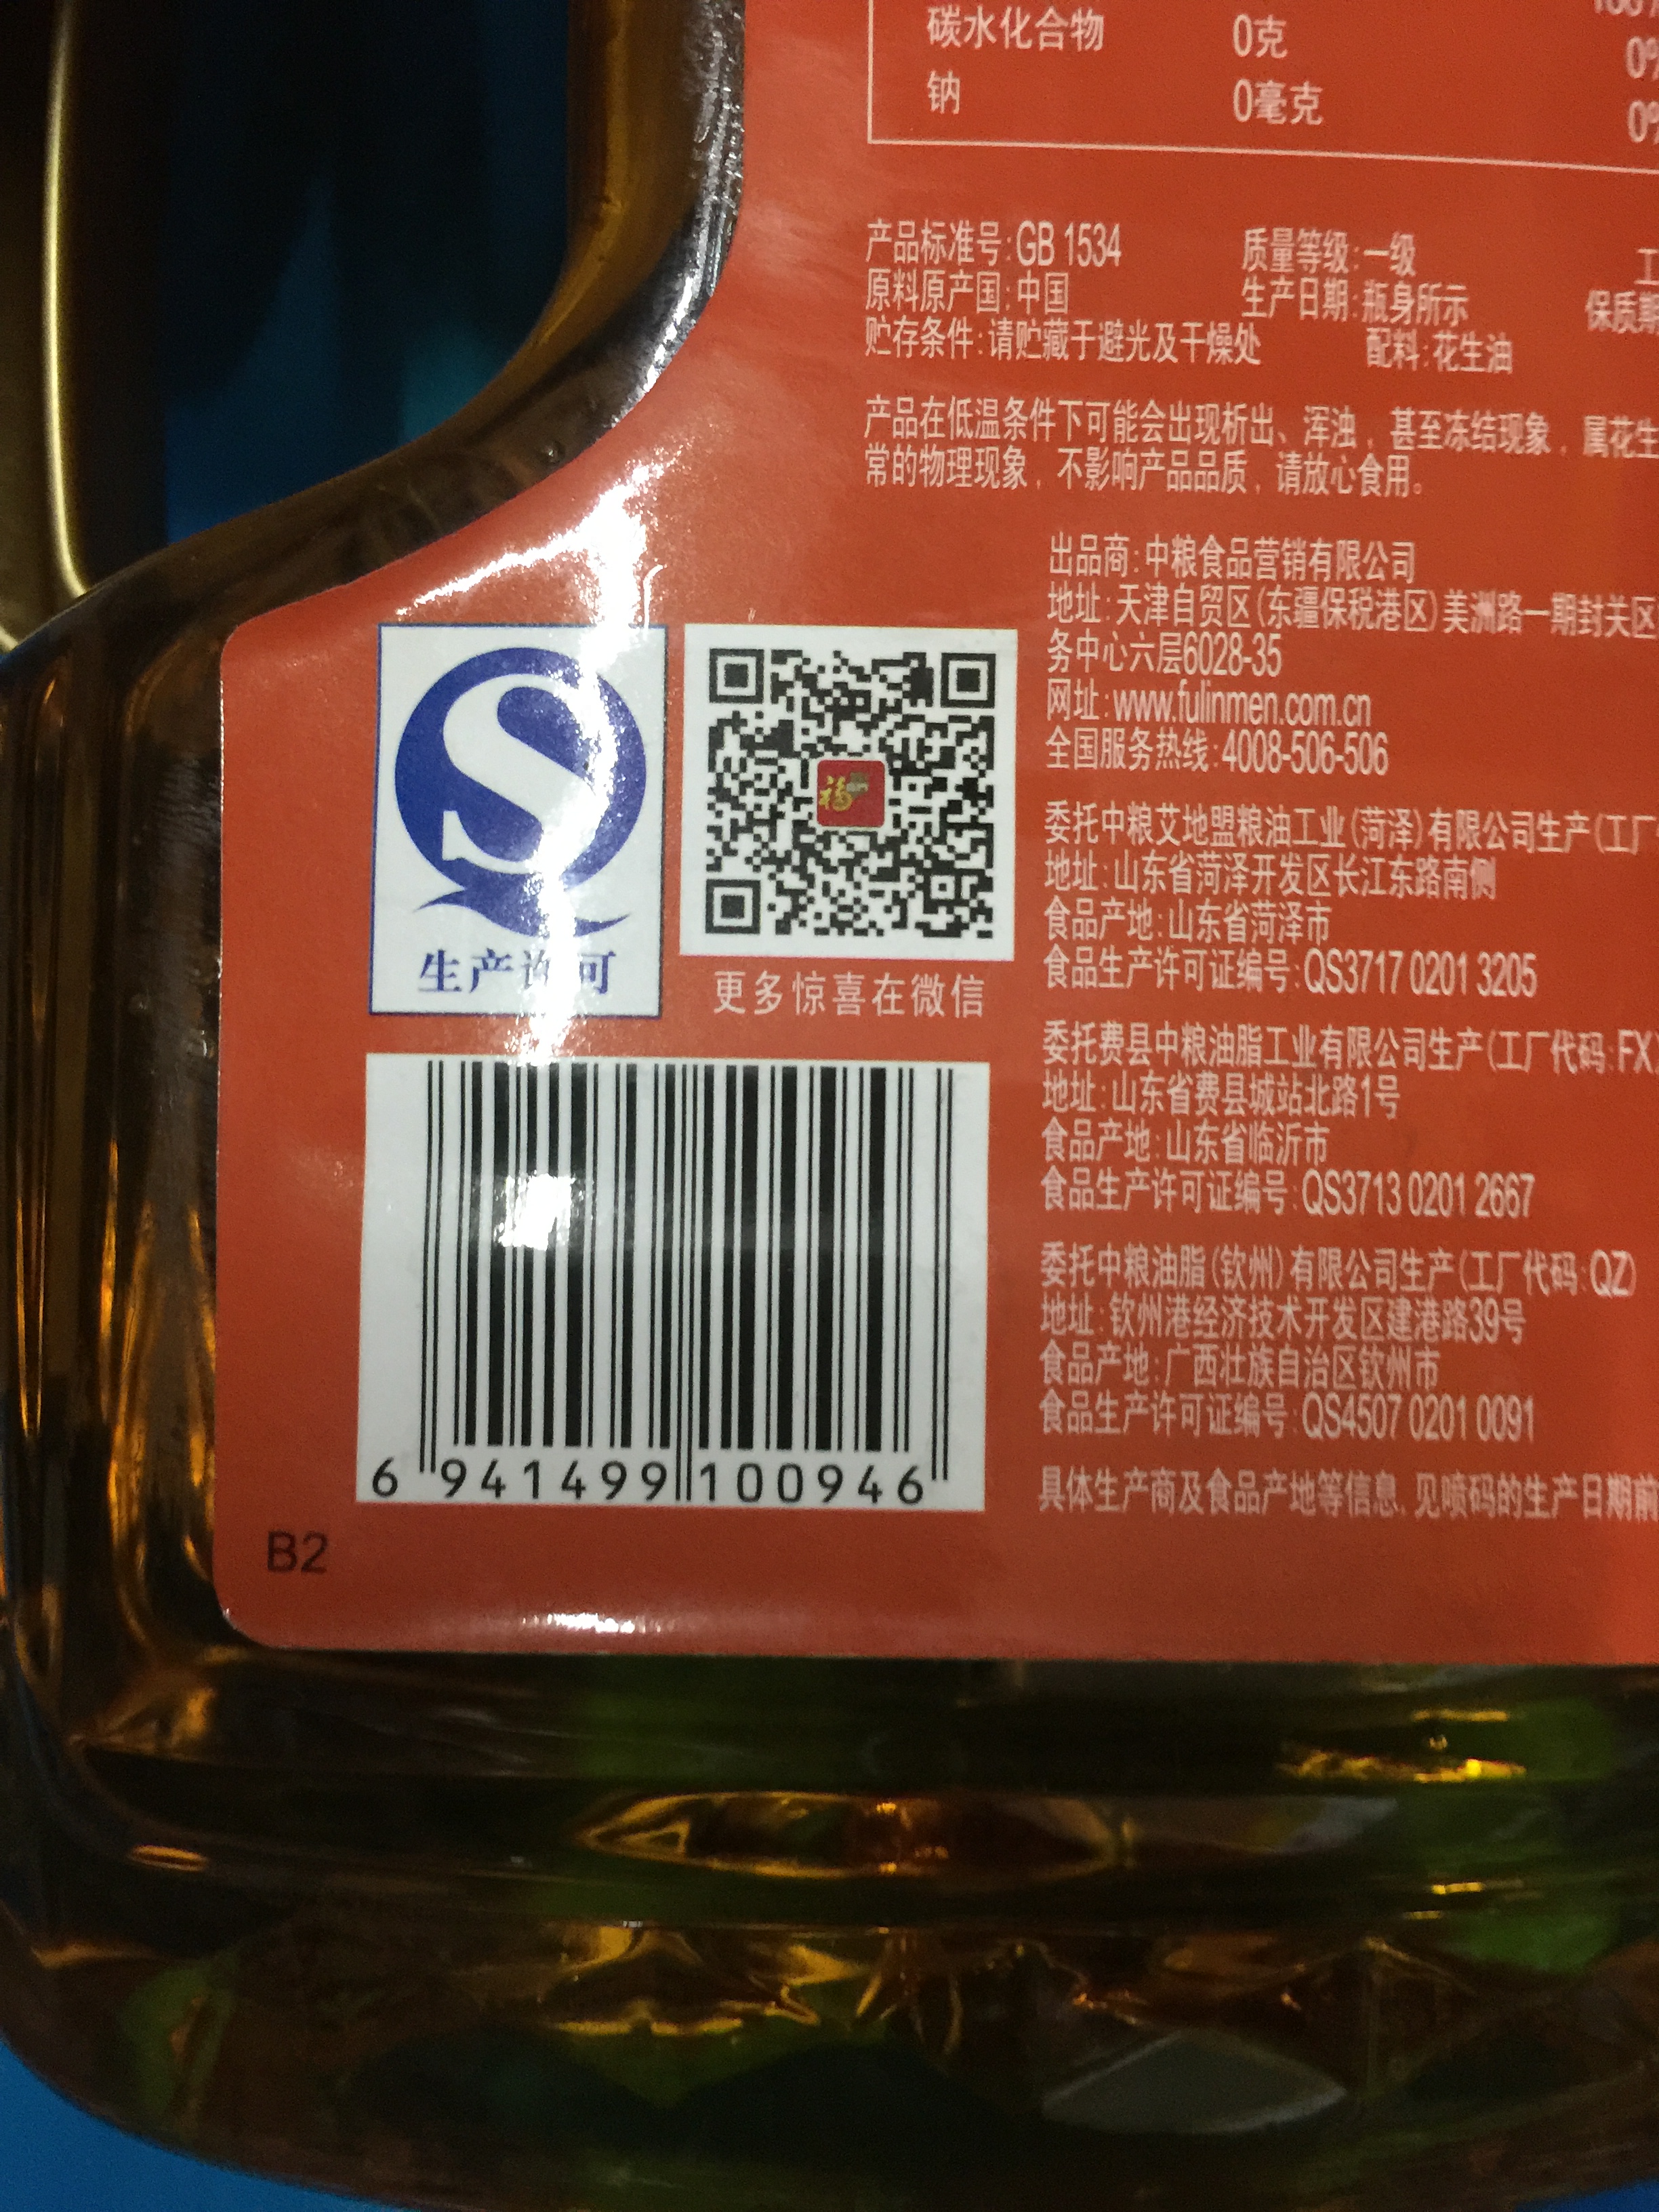 碳水化合物 0克 0%
钠 0毫克 0%
产品标准号:GB 1534 质量等级:一级 工
原料原产国:中国 生产日期:瓶身所示 保质期
贮存条件:请贮藏于避光及干燥处 配料:花生油
产品在低温条件下可能会出现析出、浑浊,甚至冻结现象,属花生
常的物理现象,不影响产品品质,请放心食用。
出品商:中粮食品营销有限公司
地址:天津自贸区(东疆保税港区)美洲路一期封关区
务中心六层6028-35
网址:www.fulinmen.com.cn
全国服务热线:4008-506-506
委托中粮艾地盟粮油工业(菏泽)有限公司生产(工厂
地址:山东省菏泽开发区长江东路南侧
食品产地:山东省菏泽市
食品生产许可证编号:QS3717 0201 3205
委托费县中粮油脂工业有限公司生产(工厂代码:FX)
地址:山东省费县城站北路1号
食品产地:山东省临沂市
食品生产许可证编号:QS3713 0201 2667
委托中粮油脂(钦州)有限公司生产(工厂代码:QZ)
地址:钦州港经济技术开发区建港路39号
食品产地:广西壮族自治区钦州市
食品生产许可证编号:QS4507 0201 0091
具体生产商及食品产地等信息,见喷码的生产日期前
生产许可
福
更多惊喜在微信
6 941499 100946
B2